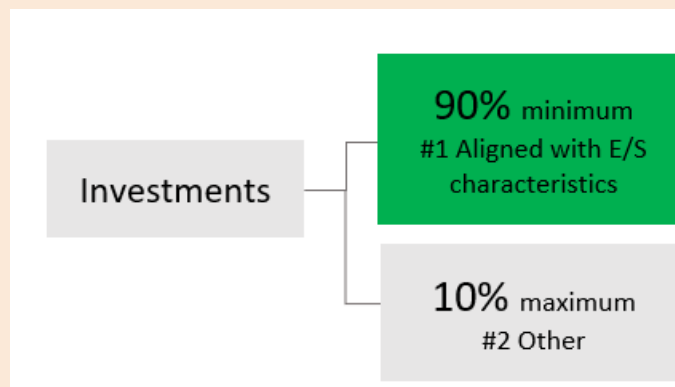 Investments
90% minimum
#1 Aligned with E/S
characteristics
10% maximum
#2 Other